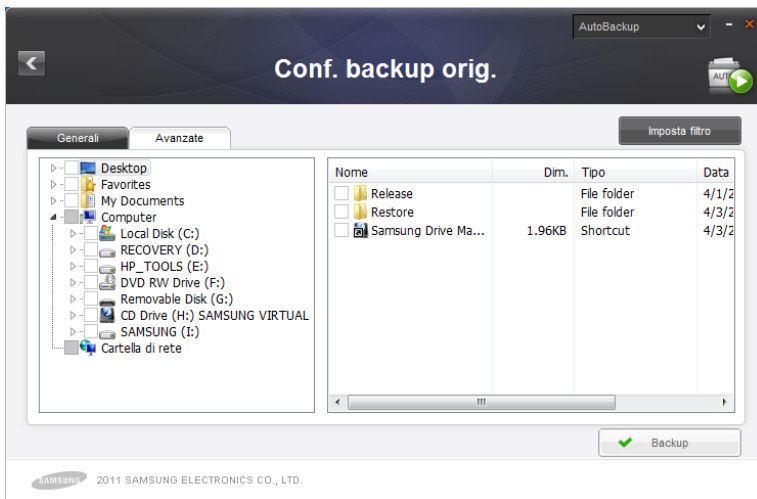 AutoBackup
Conf. backup orig.
AUTO
Generali
Avanzate
Imposta filtro
Desktop
Favorites
My Documents
Computer
Local Disk (C:)
RECOVERY (D:)
HP_TOOLS (E:)
DVD RW Drive (F:)
Removable Disk (G:)
CD Drive (H:) SAMSUNG VIRTUAL
SAMSUNG (I:)
Cartella di rete
Nome Dim. Tipo Data
Release File folder 4/1/2
Restore File folder 4/3/2
Samsung Drive Ma... 1.96KB Shortcut 4/3/2
Backup
SAMSUNG 2011 SAMSUNG ELECTRONICS CO., LTD.